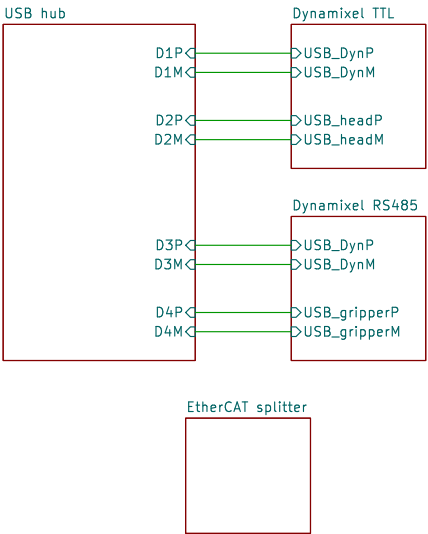 USB hub
Dynamixel TTL
D1P
USB_DynP
D1M
USB_DynM
D2P
USB_headP
D2M
USB_headM
Dynamixel RS485
D3P
USB_DynP
D3M
USB_DynM
D4P
USB_gripperP
D4M
USB_gripperM
EtherCAT splitter